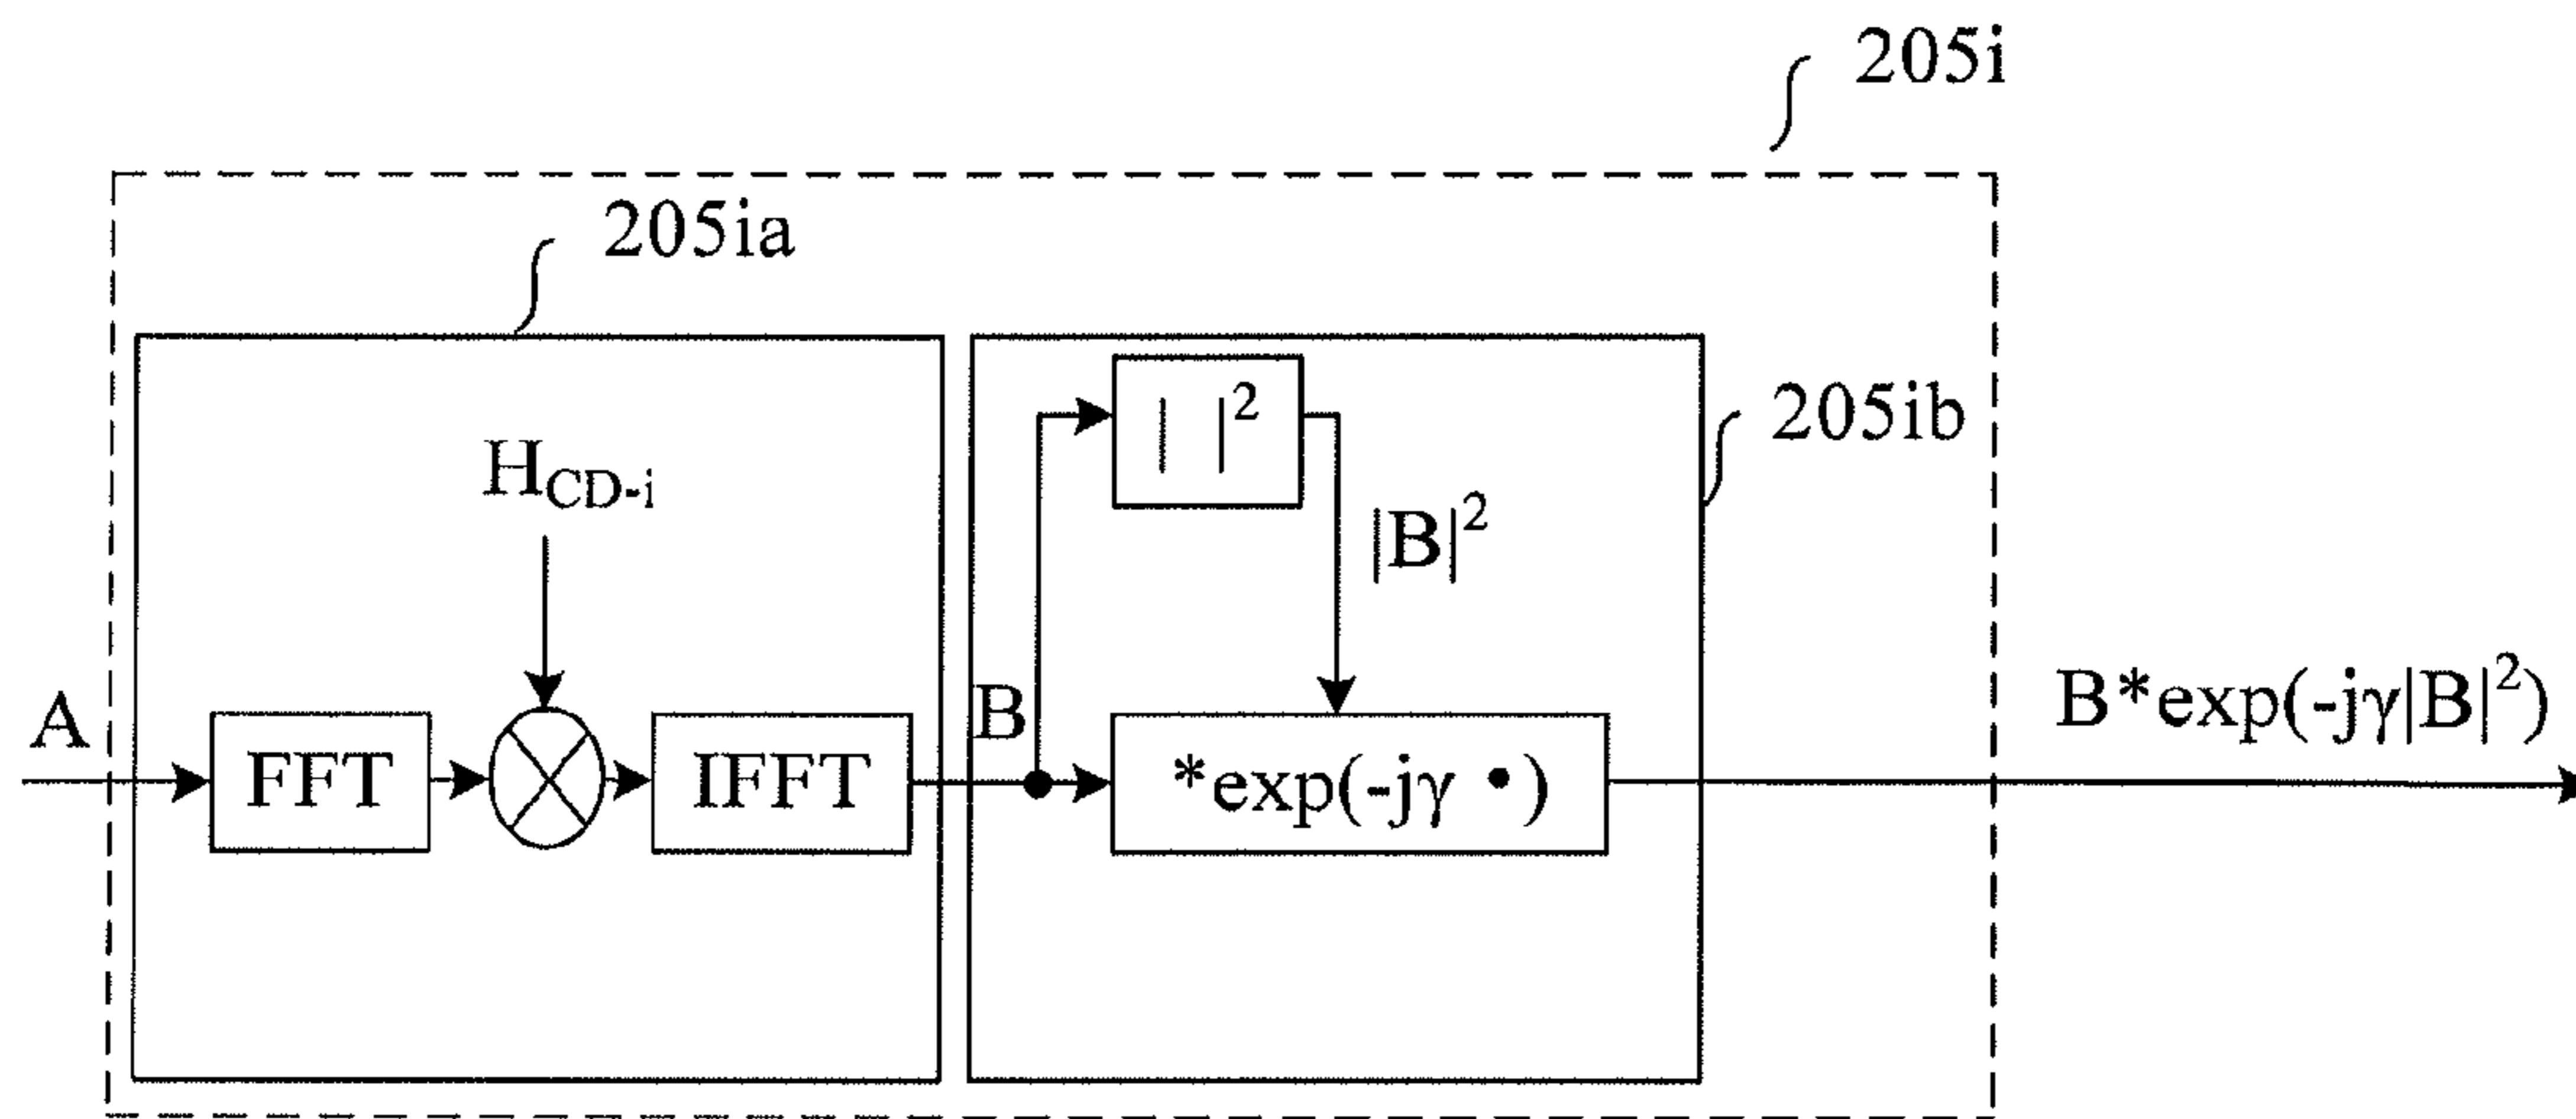 205i
205ia
| |²
205ib
H_CD-i
|B|²
A
FFT
IFFT
B
*exp(-jγ •)
B*exp(-jγ|B|²)